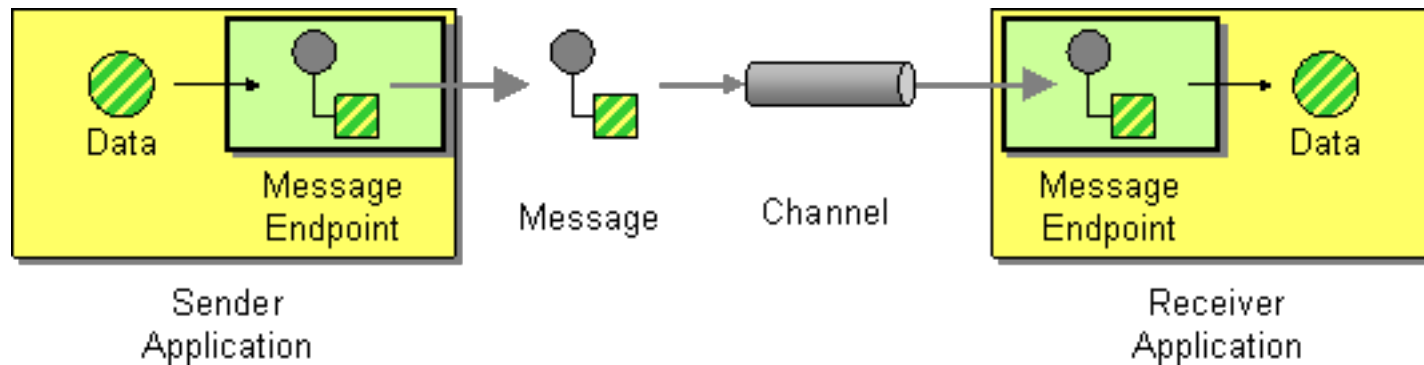 Data
Message
Endpoint
Sender
Application
Message
Channel
Message
Endpoint
Data
Receiver
Application